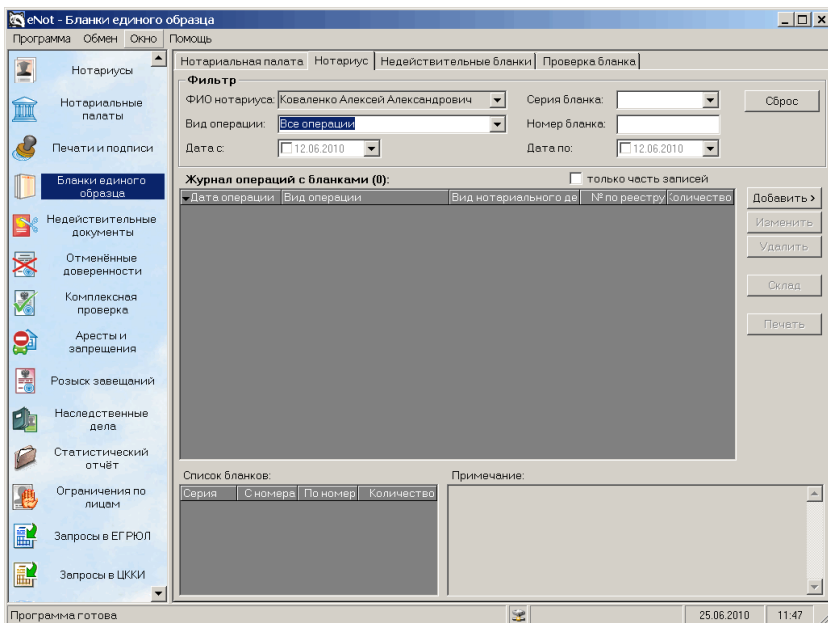 eNot - Бланки единого образца
Программа Обмен Окно Помощь
Нотариусы
Нотариальные
палаты
Печати и подписи
Бланки единого
образца
Недействительные
документы
Отменённые
доверенности
Комплексная
проверка
Аресты и
запрещения
Розыск завещаний
Наследственные
дела
Статистический
отчёт
Ограничения по
лицам
Запросы в ЕГРЮЛ
Запросы в ЦККИ
Нотариальная палата Нотариус Недействительные бланки Проверка бланка
Фильтр
ФИО нотариуса: Коваленко Алексей Александрович Серия бланка: Сброс
Вид операции: Все операции Номер бланка:
Дата с: 12.06.2010 Дата по: 12.06.2010
Журнал операций с бланками (0): только часть записей
Дата операции Вид операции Вид нотариального де № по реестру Количество
Добавить >
Изменить
Удалить
Склад
Печать
Список бланков: Примечание:
Серия С номера По номер Количество
Программа готова 25.06.2010 11:47